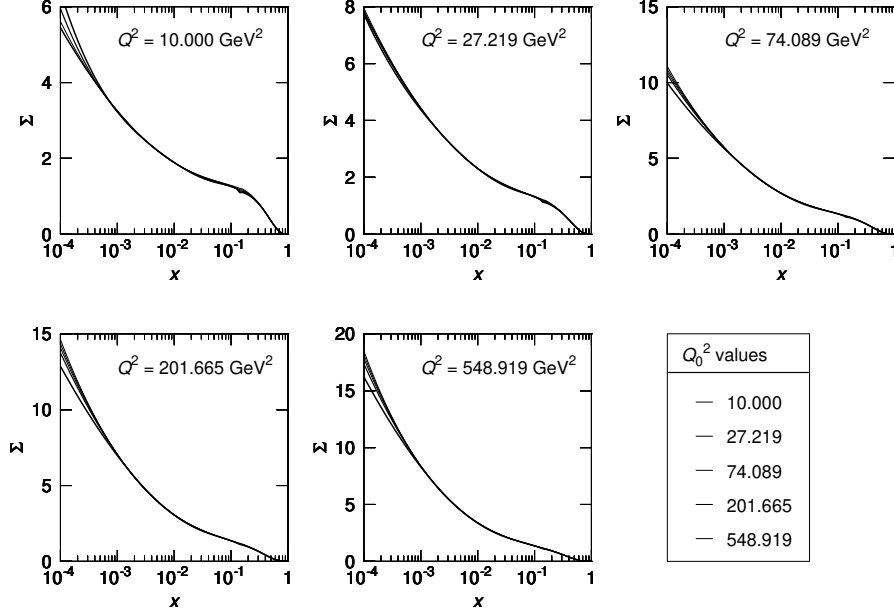 Q² = 10.000 GeV²
Σ
6
4
2
0
10⁻⁴ 10⁻³ 10⁻² 10⁻¹ 1
x
Q² = 27.219 GeV²
Σ
8
6
4
2
0
10⁻⁴ 10⁻³ 10⁻² 10⁻¹ 1
x
Q² = 74.089 GeV²
Σ
15
10
5
0
10⁻⁴ 10⁻³ 10⁻² 10⁻¹ 1
x
Q² = 201.665 GeV²
Σ
15
10
5
0
10⁻⁴ 10⁻³ 10⁻² 10⁻¹ 1
x
Q² = 548.919 GeV²
Σ
20
15
10
5
0
10⁻⁴ 10⁻³ 10⁻² 10⁻¹ 1
x
Q₀² values
10.000
27.219
74.089
201.665
548.919